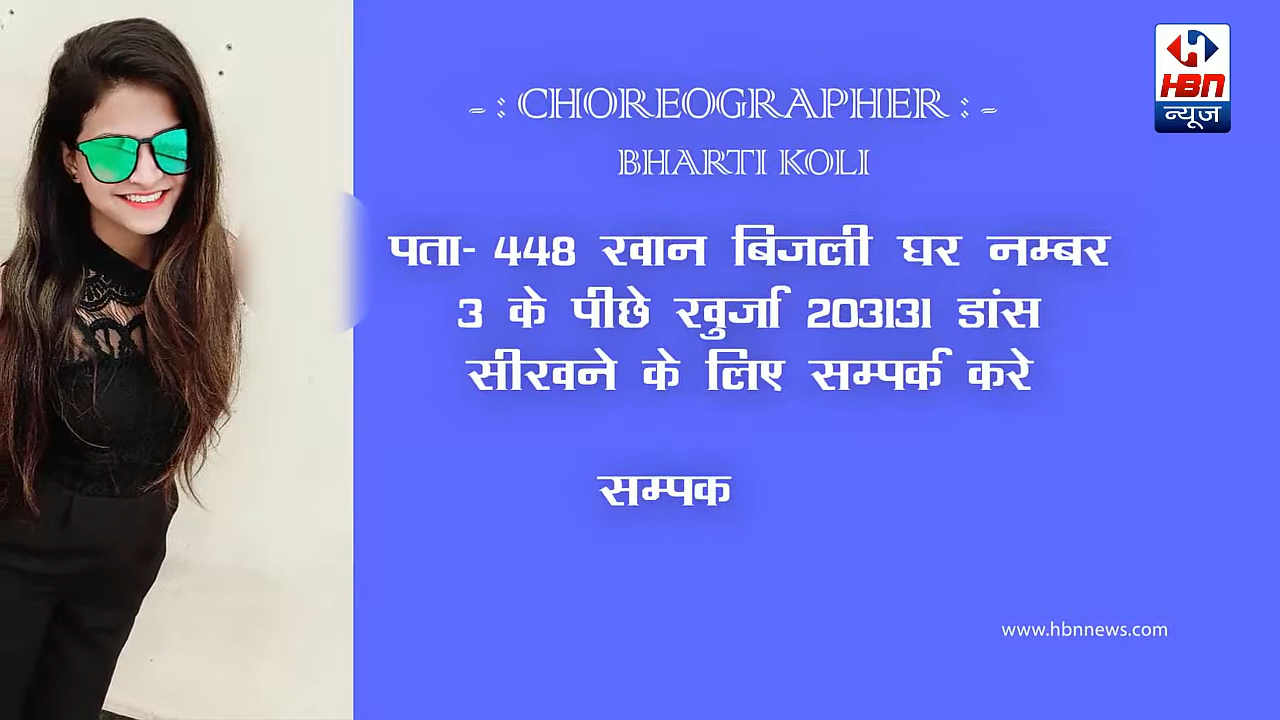 HBN
न्यूज
- : CHOREOGRAPHER : -
BHARTI KOLI
पता- 448 खान बिजली घर नम्बर
3 के पीछे खुर्जा 203131 डांस
सीखने के लिए सम्पर्क करे
सम्पक
www.hbnnews.com